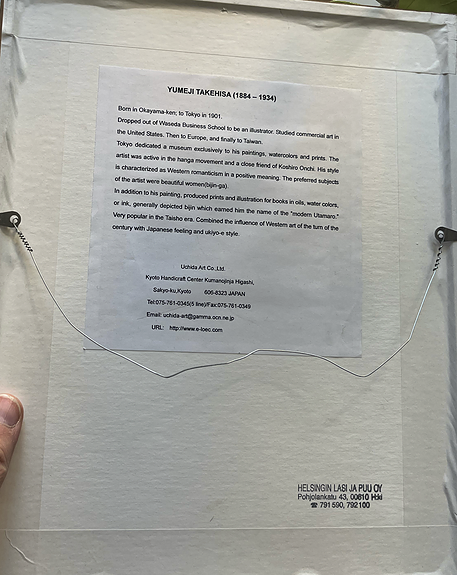 YUMEJI TAKEHISA (1884 – 1934)
Born in Okayama-ken; to Tokyo in 1901.
Dropped out of Waseda Business School to be an illustrator. Studied commercial art in
the United States. Then to Europe, and finally to Taiwan.
Tokyo dedicated a museum exclusively to his paintings, watercolors and prints. The
artist was active in the hanga movement and a close friend of Koshiro Onchi. His style
is characterized as Western romanticism in a positive meaning. The preferred subjects
of the artist were beautiful women(bijin-ga).
In addition to his painting, produced prints and illustration for books in oils, water colors,
or ink, generally depicted bijin which earned him the name of the "modern Utamaro."
Very popular in the Taisho era. Combined the influence of Western art of the turn of the
century with Japanese feeling and ukiyo-e style.
Uchida Art Co.,Ltd.
Kyoto Handicraft Center Kumanojinja Higashi,
Sakyo-ku,Kyoto 606-8323 JAPAN
Tel:075-761-0345(5 line)/Fax:075-761-0349
Email: uchida-art@gamma.ocn.ne.jp
URL: http://www.e-loec.com
HELSINGIN LASI JA PUU OY
Pohjolankatu 43, 00610 Hki
☎ 791 590, 792100